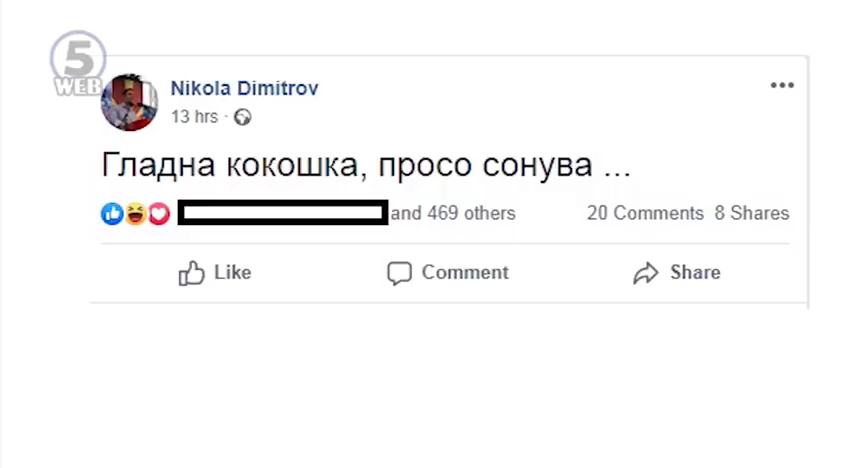 5
WEB
Nikola Dimitrov
13 hrs ·
Гладна кокошка, просо сонува ...
and 469 others 20 Comments 8 Shares
Like Comment Share